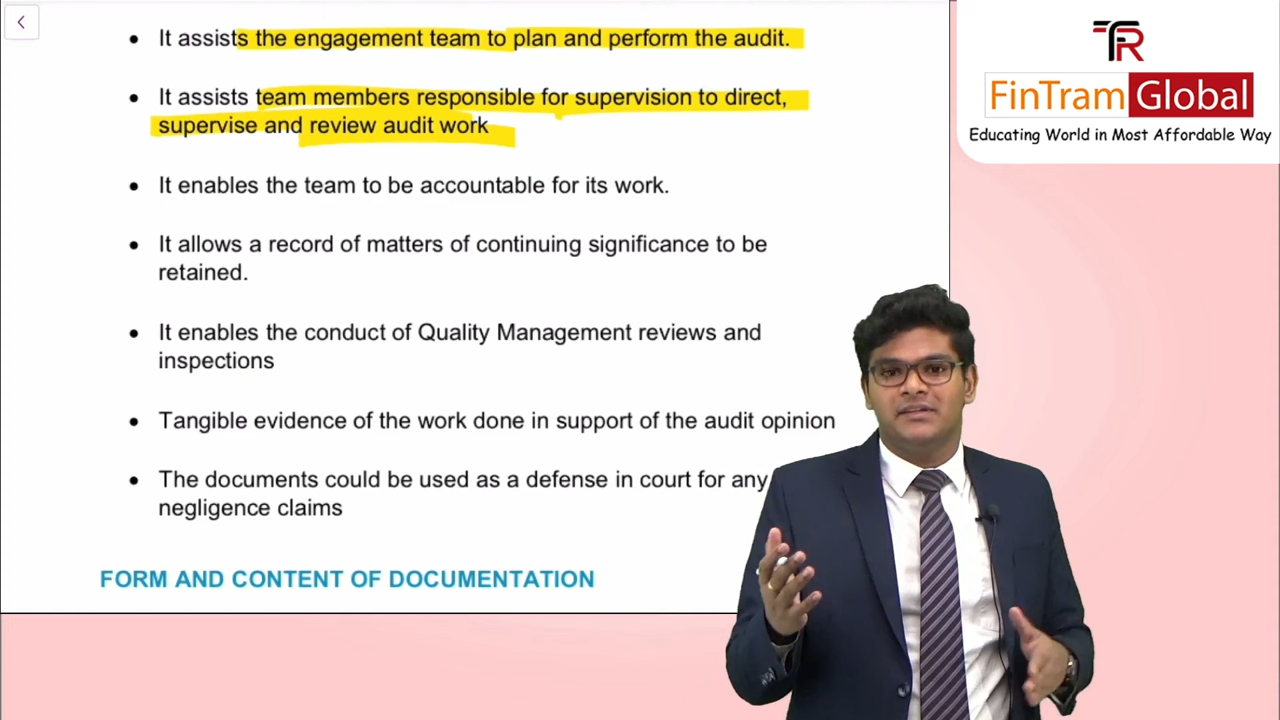 It assists the engagement team to plan and perform the audit.
It assists team members responsible for supervision to direct,
supervise and review audit work
It enables the team to be accountable for its work.
It allows a record of matters of continuing significance to be
retained.
It enables the conduct of Quality Management reviews and
inspections
Tangible evidence of the work done in support of the audit opinion
The documents could be used as a defense in court for any
negligence claims
FORM AND CONTENT OF DOCUMENTATION
FinTram Global
Educating World in Most Affordable Way